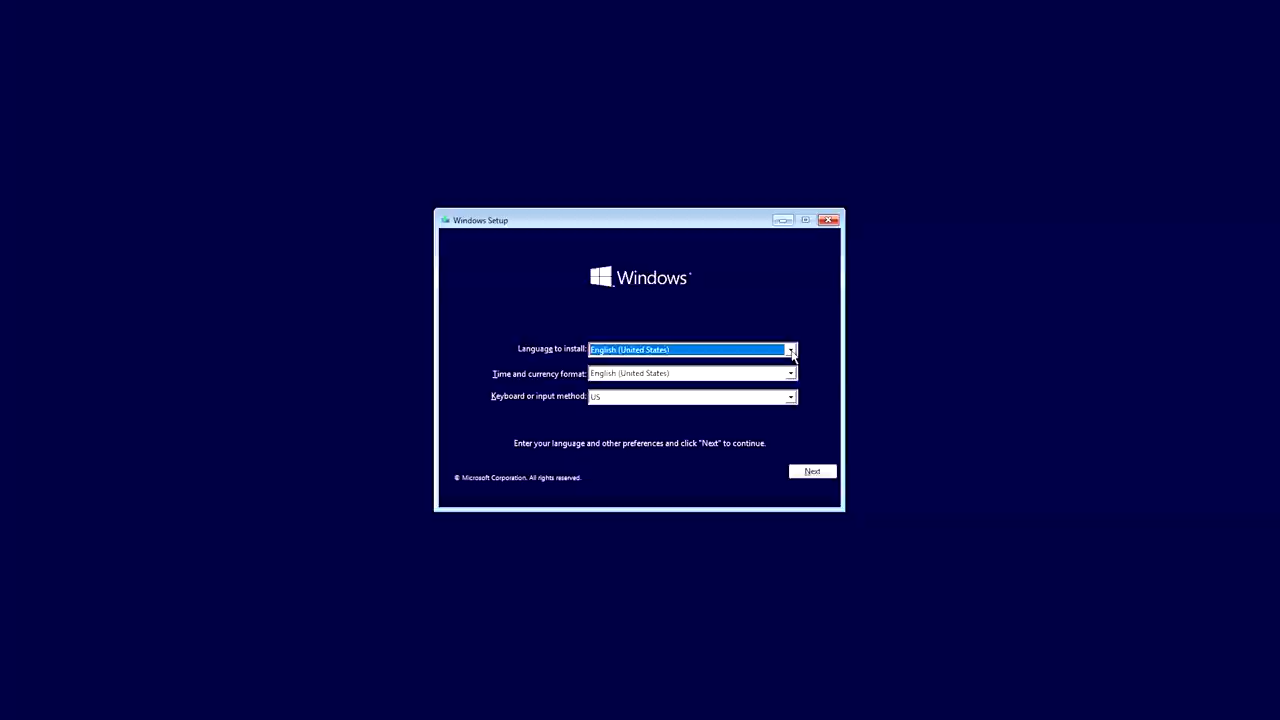 Windows Setup
Windows
Language to install: English (United States)
Time and currency format: English (United States)
Keyboard or input method: US
Enter your language and other preferences and click "Next" to continue.
Next
© Microsoft Corporation. All rights reserved.